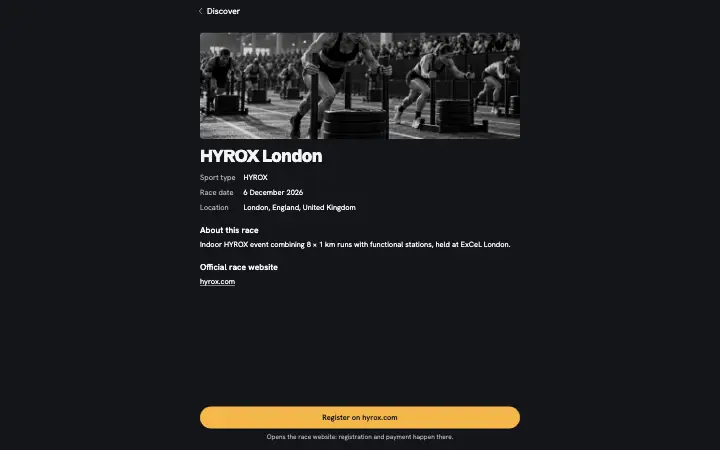 Discover
HYROX London
Sport type HYROX
Race date 6 December 2026
Location London, England, United Kingdom
About this race
Indoor HYROX event combining 8 × 1 km runs with functional stations, held at ExCeL London.
Official race website
hyrox.com
Register on hyrox.com
Opens the race website: registration and payment happen there.